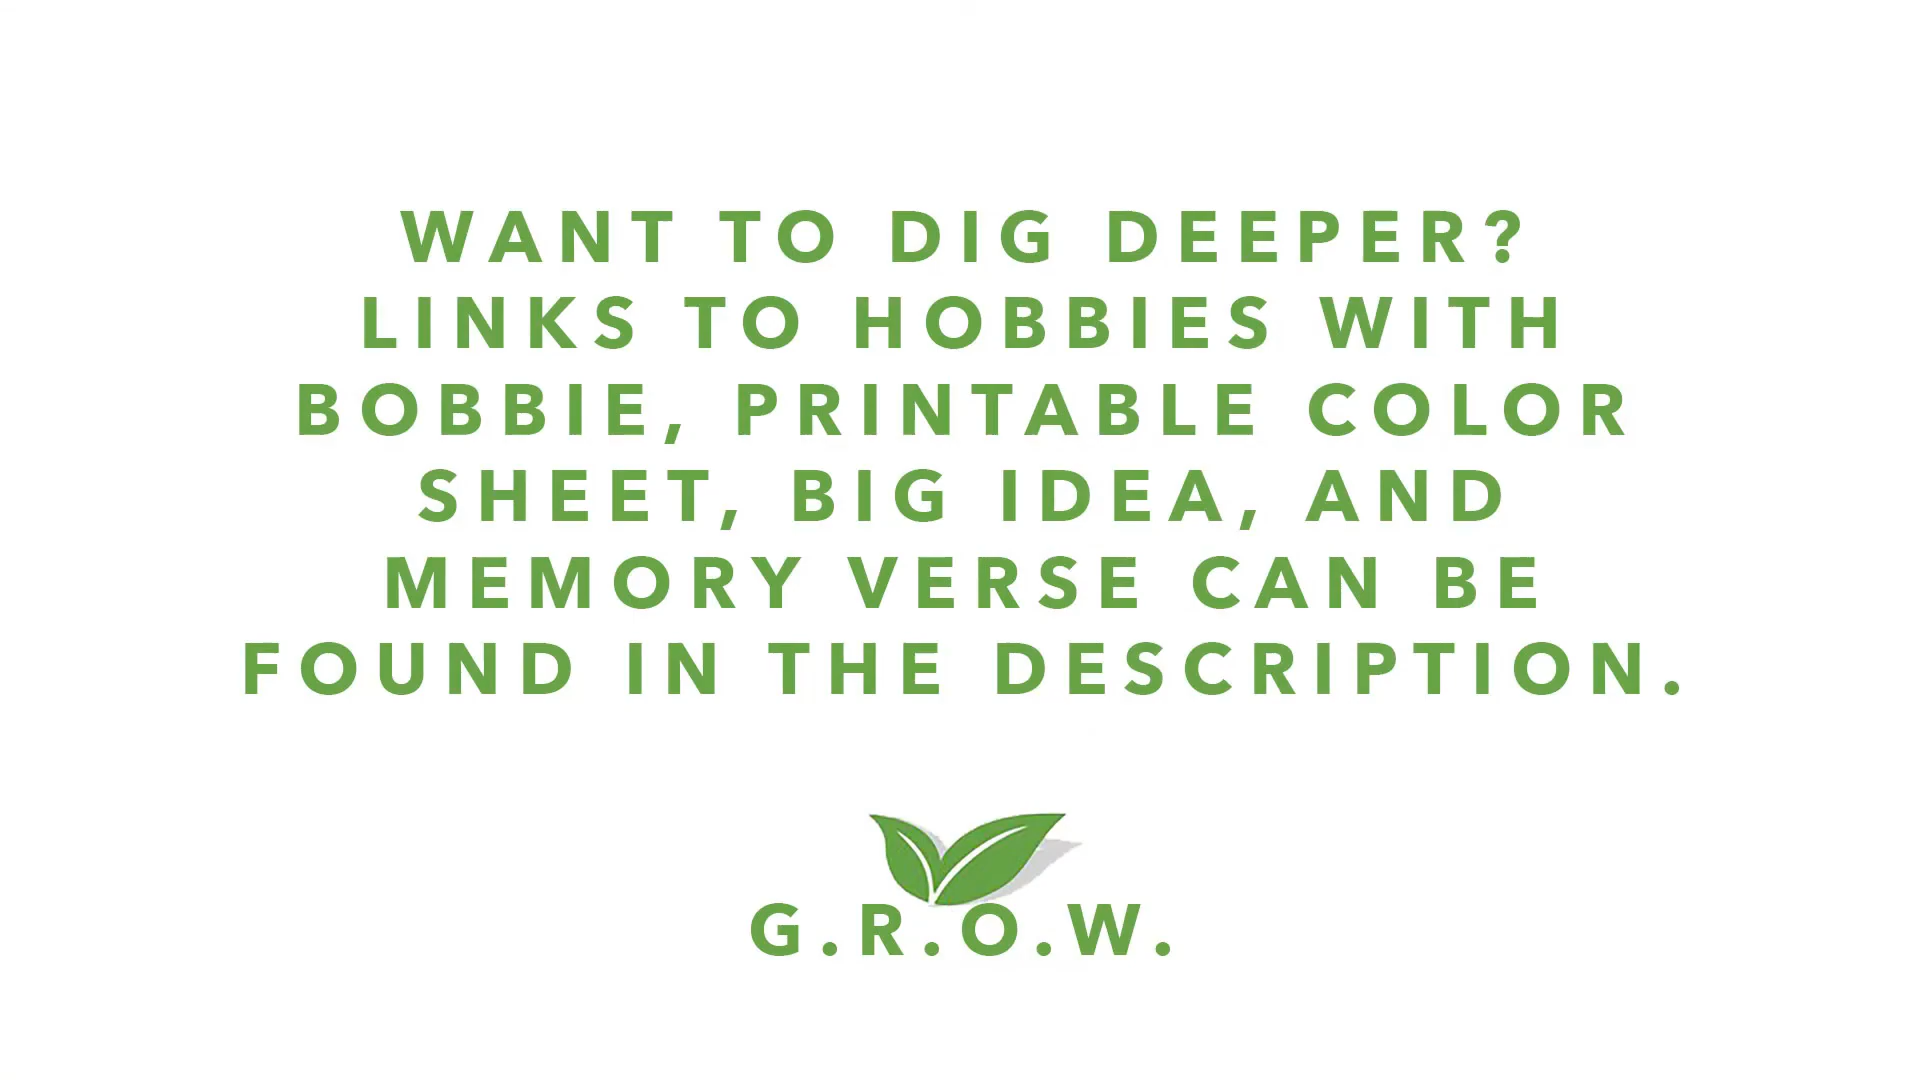 WANT TO DIG DEEPER?
LINKS TO HOBBIES WITH
BOBBIE, PRINTABLE COLOR
SHEET, BIG IDEA, AND
MEMORY VERSE CAN BE
FOUND IN THE DESCRIPTION.
G.R.O.W.